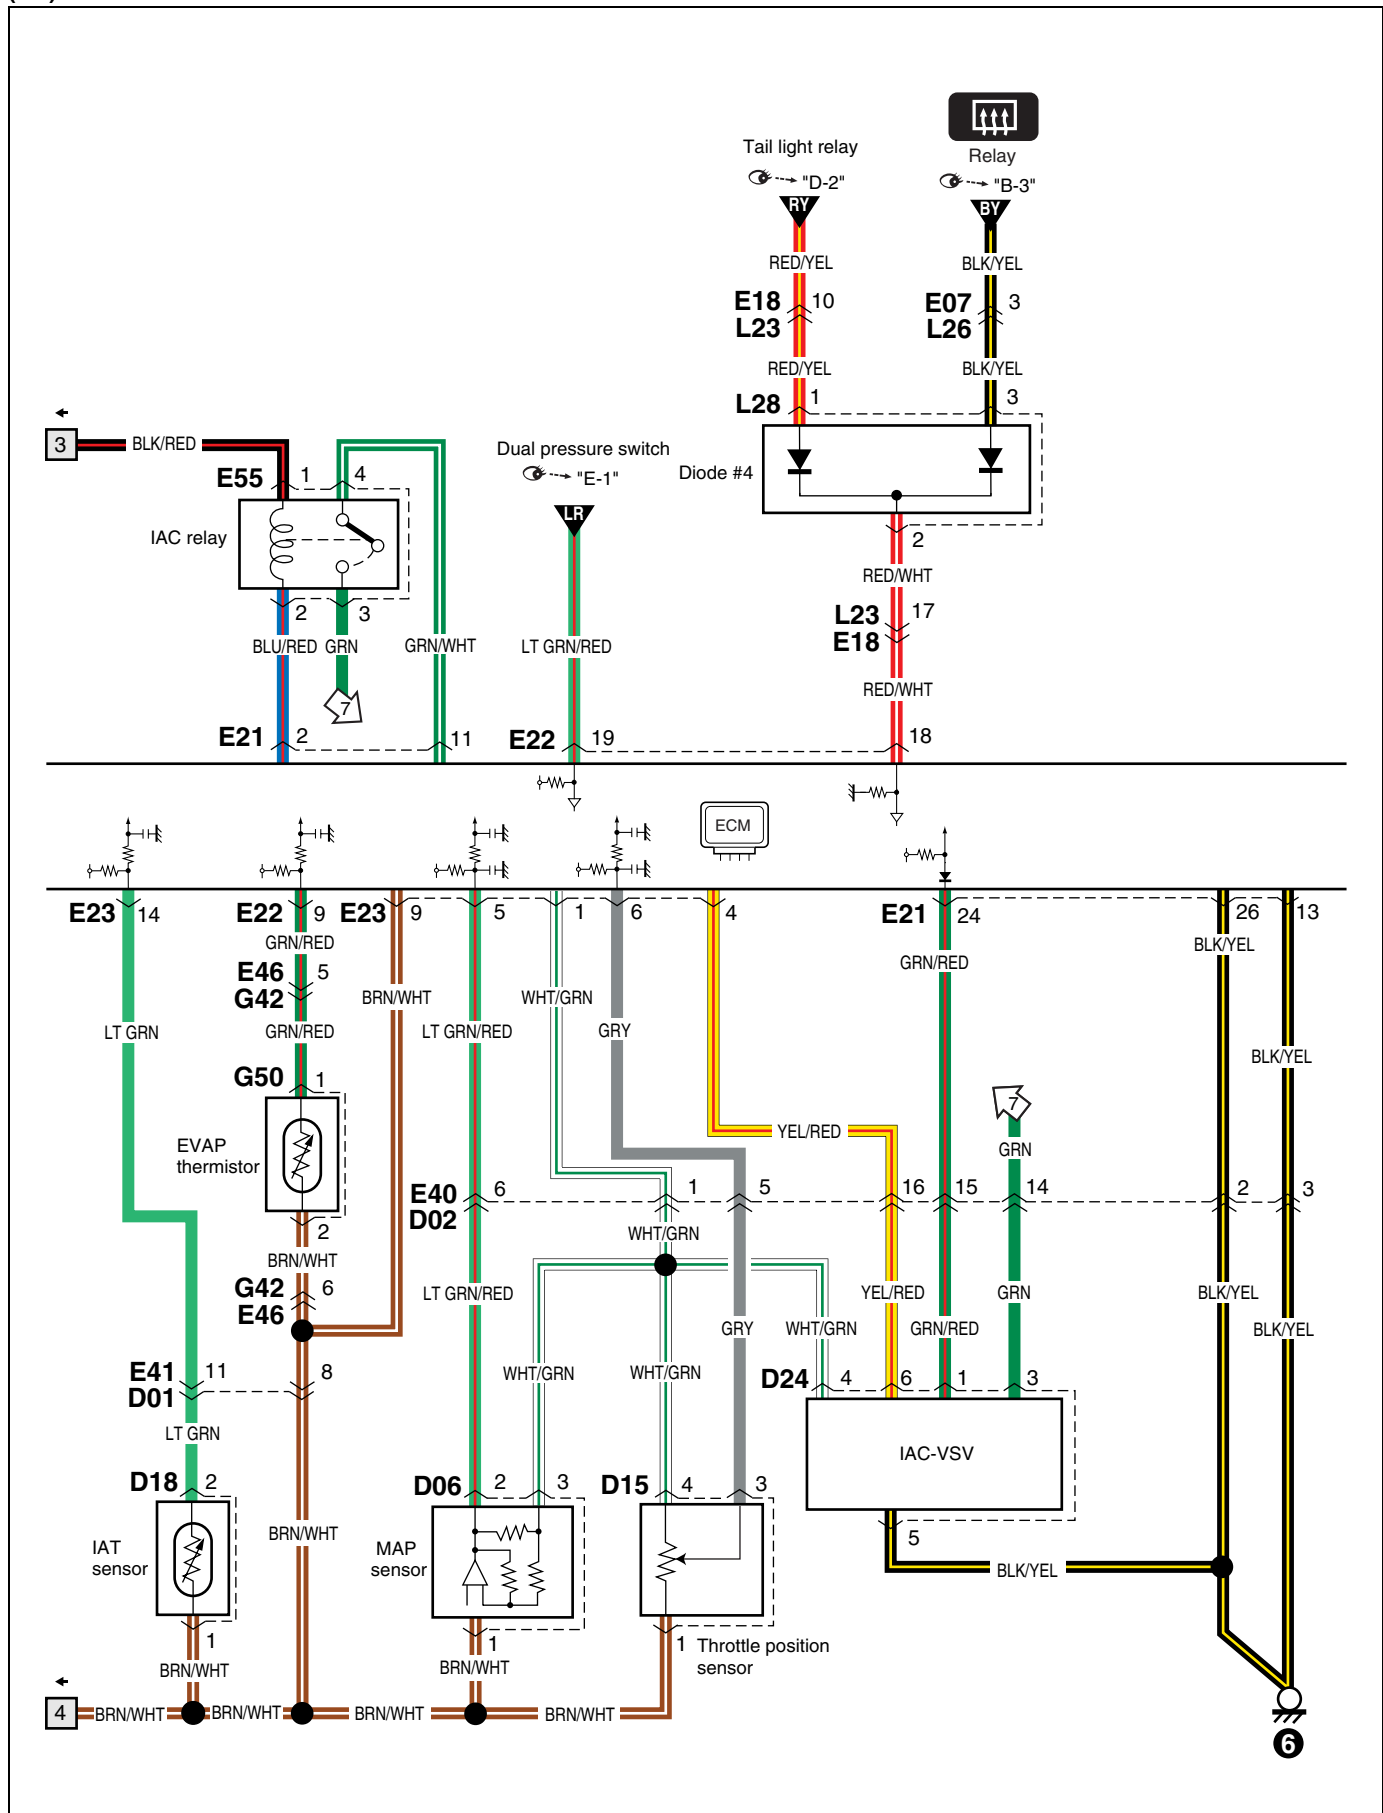 Tail light relay
"D-2"
RY
Relay
"B-3"
BY
RED/YEL
BLK/YEL
E18 10
L23
E07 3
L26
RED/YEL
BLK/YEL
L28 1
3
3
BLK/RED
E55 1 4
Dual pressure switch
"E-1"
LR
Diode #4
IAC relay
2
RED/WHT
2 3
L23 17
E18
BLU/RED GRN
GRN/WHT
LT GRN/RED
RED/WHT
7
E21 2
11
E22 19
18
ECM
E23 14
E22 9
E23 9
5
1
6
4
E21 24
26
13
GRN/RED
BLK/YEL
GRN/RED
E46 5
G42
BRN/WHT
WHT/GRN
LT GRN
GRN/RED
LT GRN/RED
GRY
BLK/YEL
G50 1
7
EVAP
thermistor
YEL/RED
GRN
E40 6
D02
1
5
16
15
14
2
3
2
WHT/GRN
BRN/WHT
G42 6
E46
LT GRN/RED
YEL/RED
GRN
BLK/YEL
GRY
WHT/GRN
GRN/RED
BLK/YEL
E41 11
D01
8
WHT/GRN
WHT/GRN
D24 4
6
1
3
LT GRN
IAC-VSV
D18 2
D06 2
3
D15 4
3
BRN/WHT
5
IAT
sensor
MAP
sensor
BLK/YEL
1
1
1
Throttle position
sensor
BRN/WHT
BRN/WHT
4
BRN/WHT
BRN/WHT
BRN/WHT
BRN/WHT
6